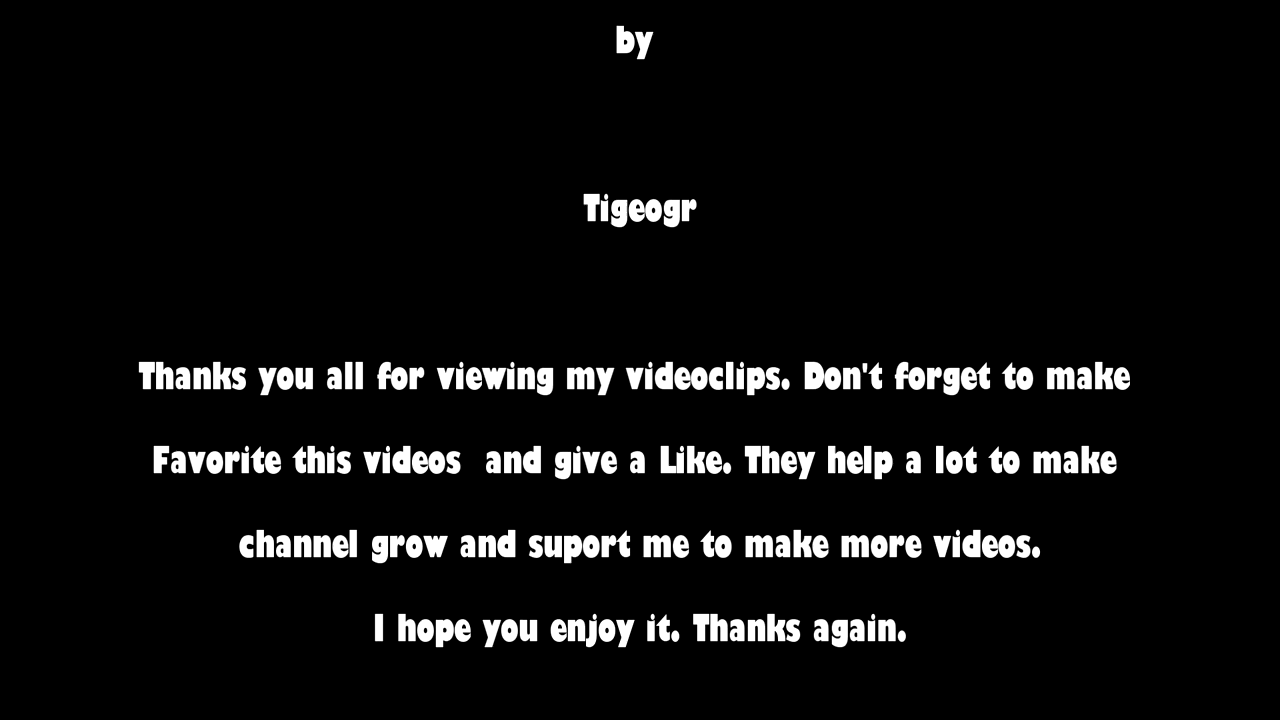 by
Tigeogr
Thanks you all for viewing my videoclips. Don't forget to make
Favorite this videos  and give a Like. They help a lot to make
channel grow and suport me to make more videos.
I hope you enjoy it. Thanks again.